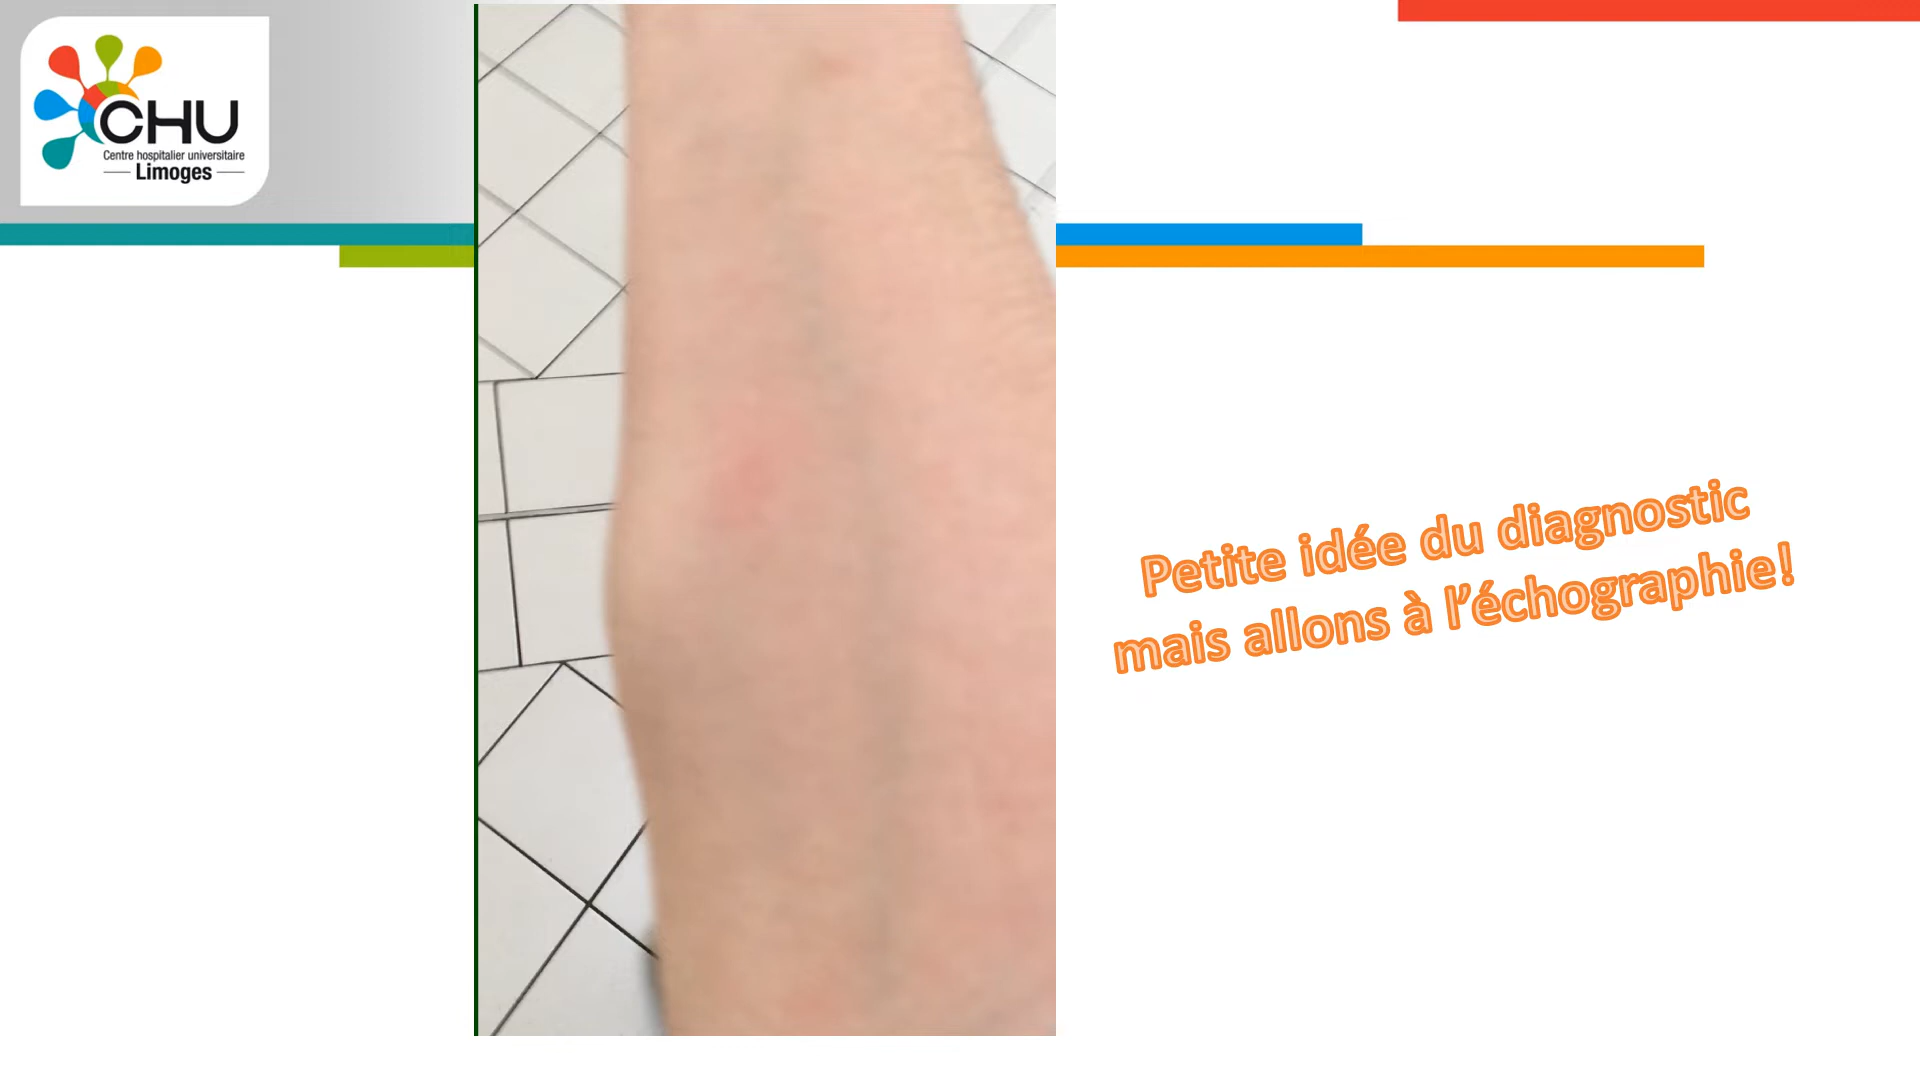 CHU
Centre hospitalier universitaire
Limoges
Petite idée du diagnostic
mais allons à l'échographie!